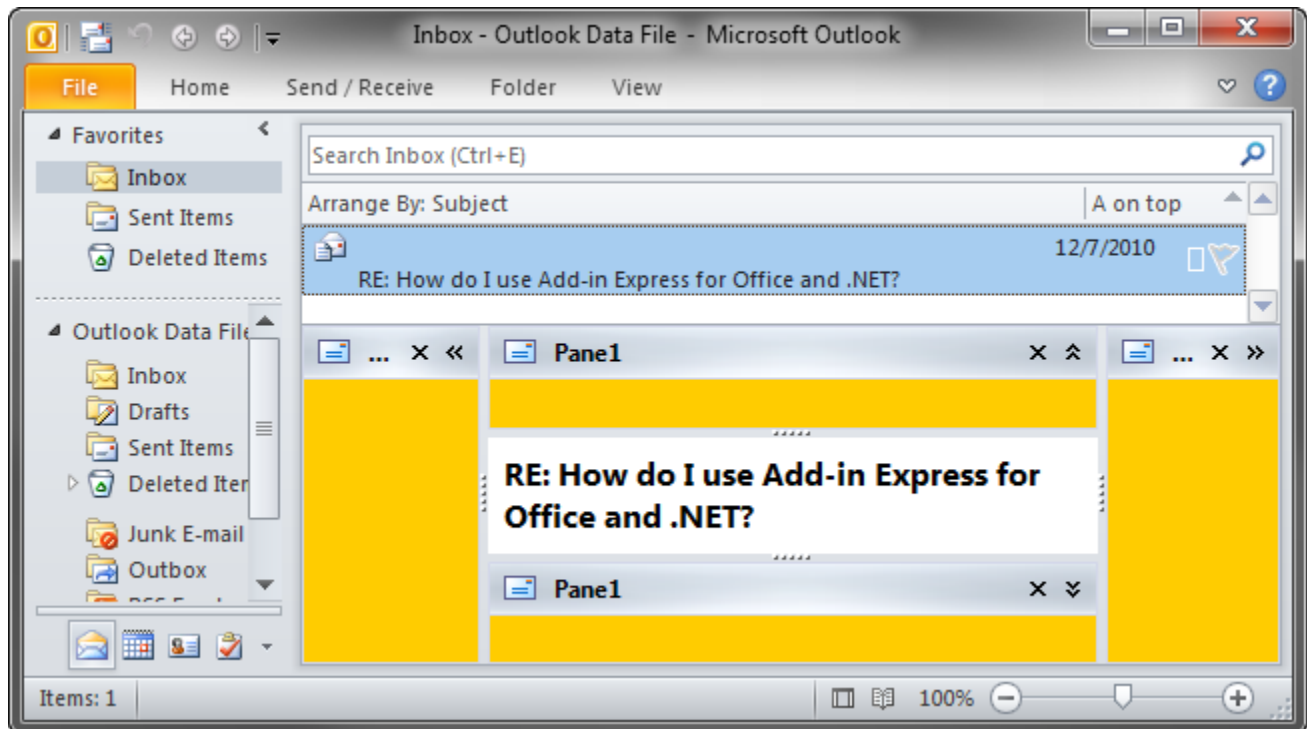 Inbox - Outlook Data File - Microsoft Outlook
File Home Send / Receive Folder View
Favorites
Inbox
Sent Items
Deleted Items
Outlook Data File
Inbox
Drafts
Sent Items
Deleted Iter
Junk E-mail
Outbox
Search Inbox (Ctrl+E)
Arrange By: Subject A on top
12/7/2010
RE: How do I use Add-in Express for Office and .NET?
... Pane1 ...
RE: How do I use Add-in Express for
Office and .NET?
Pane1
Items: 1 100%